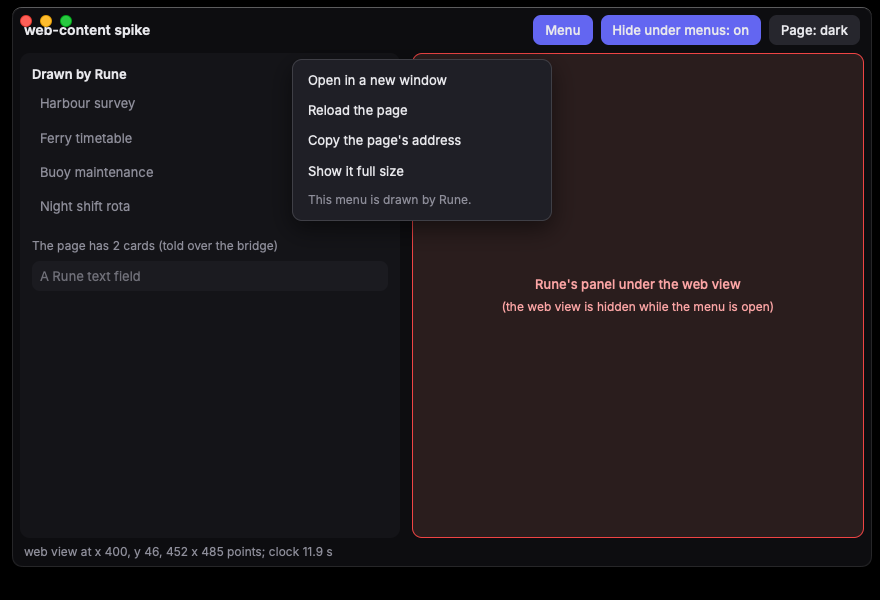 web-content spike
Menu
Hide under menus: on
Page: dark
Drawn by Rune
Harbour survey
Ferry timetable
Buoy maintenance
Night shift rota
The page has 2 cards (told over the bridge)
A Rune text field
Open in a new window
Reload the page
Copy the page's address
Show it full size
This menu is drawn by Rune.
Rune's panel under the web view
(the web view is hidden while the menu is open)
web view at x 400, y 46, 452 x 485 points; clock 11.9 s